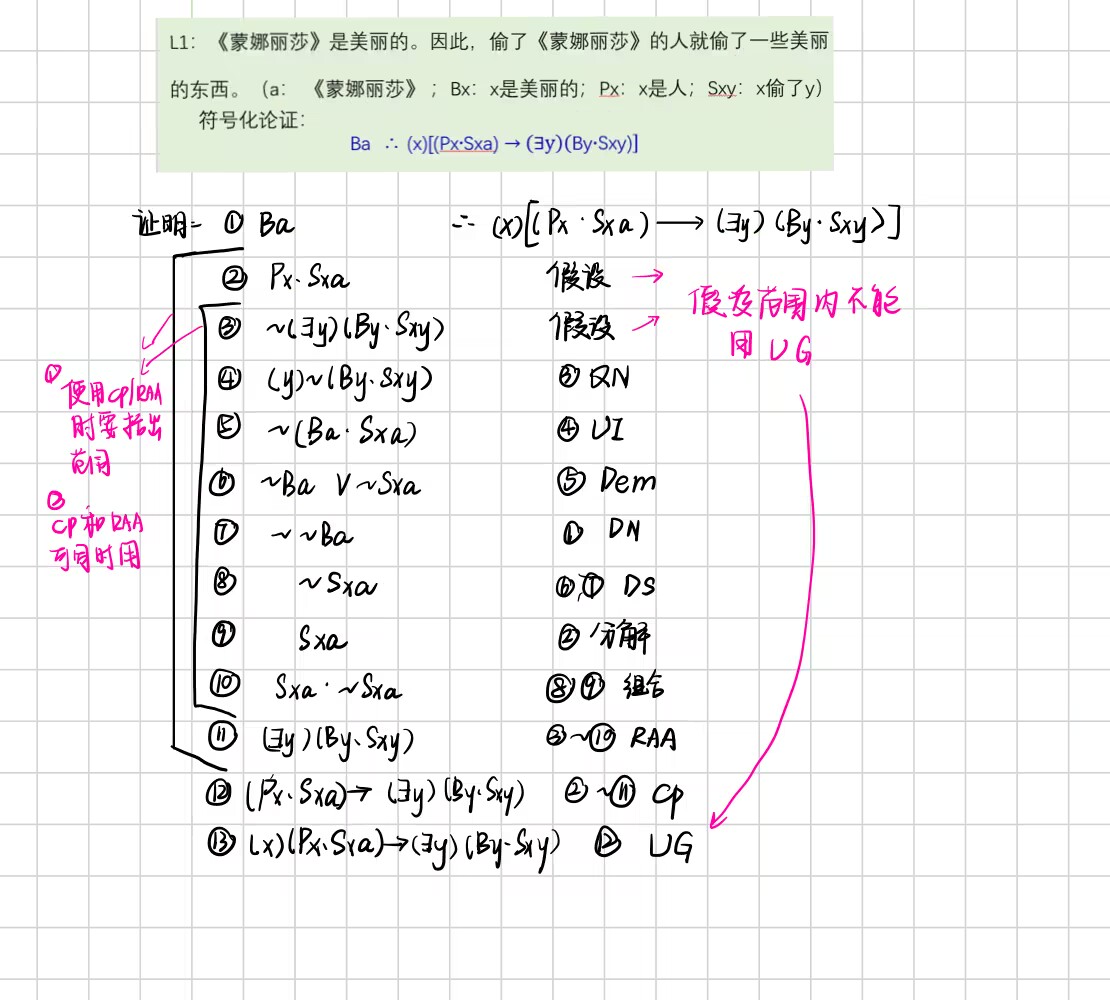 L1：《蒙娜丽莎》是美丽的。因此，偷了《蒙娜丽莎》的人就偷了一些美丽
的东西。（a：《蒙娜丽莎》；Bx：x是美丽的；Px：x是人；Sxy：x偷了y）
符号化论证：
Ba ∴ (x)[(Px·Sxa) → (∃y)(By·Sxy)]
证明= ① Ba ∴ (x)[(Px·Sxa) → (∃y)(By·Sxy)]
② Px·Sxa 假设 →
③ ~(∃y)(By·Sxy) 假设 →
假设范围内不能
用 UG
④ (y)~(By·Sxy) ③ QN
⑤ ~(Ba·Sxa) ④ UI
⑥ ~Ba ∨ ~Sxa ⑤ Dem
⑦ ~~Ba ① DN
⑧ ~Sxa ⑥,⑦ DS
⑨ Sxa ② 分解
⑩ Sxa·~Sxa ⑧⑨ 组合
⑪ (∃y)(By·Sxy) ③~⑩ RAA
⑫ (Px·Sxa)→(∃y)(By·Sxy) ②~⑪ CP
⑬ (x)(Px·Sxa)→(∃y)(By·Sxy) ⑫ UG
①
使用CP/RAA
时要括出
范围
②
CP和RAA
可同时用